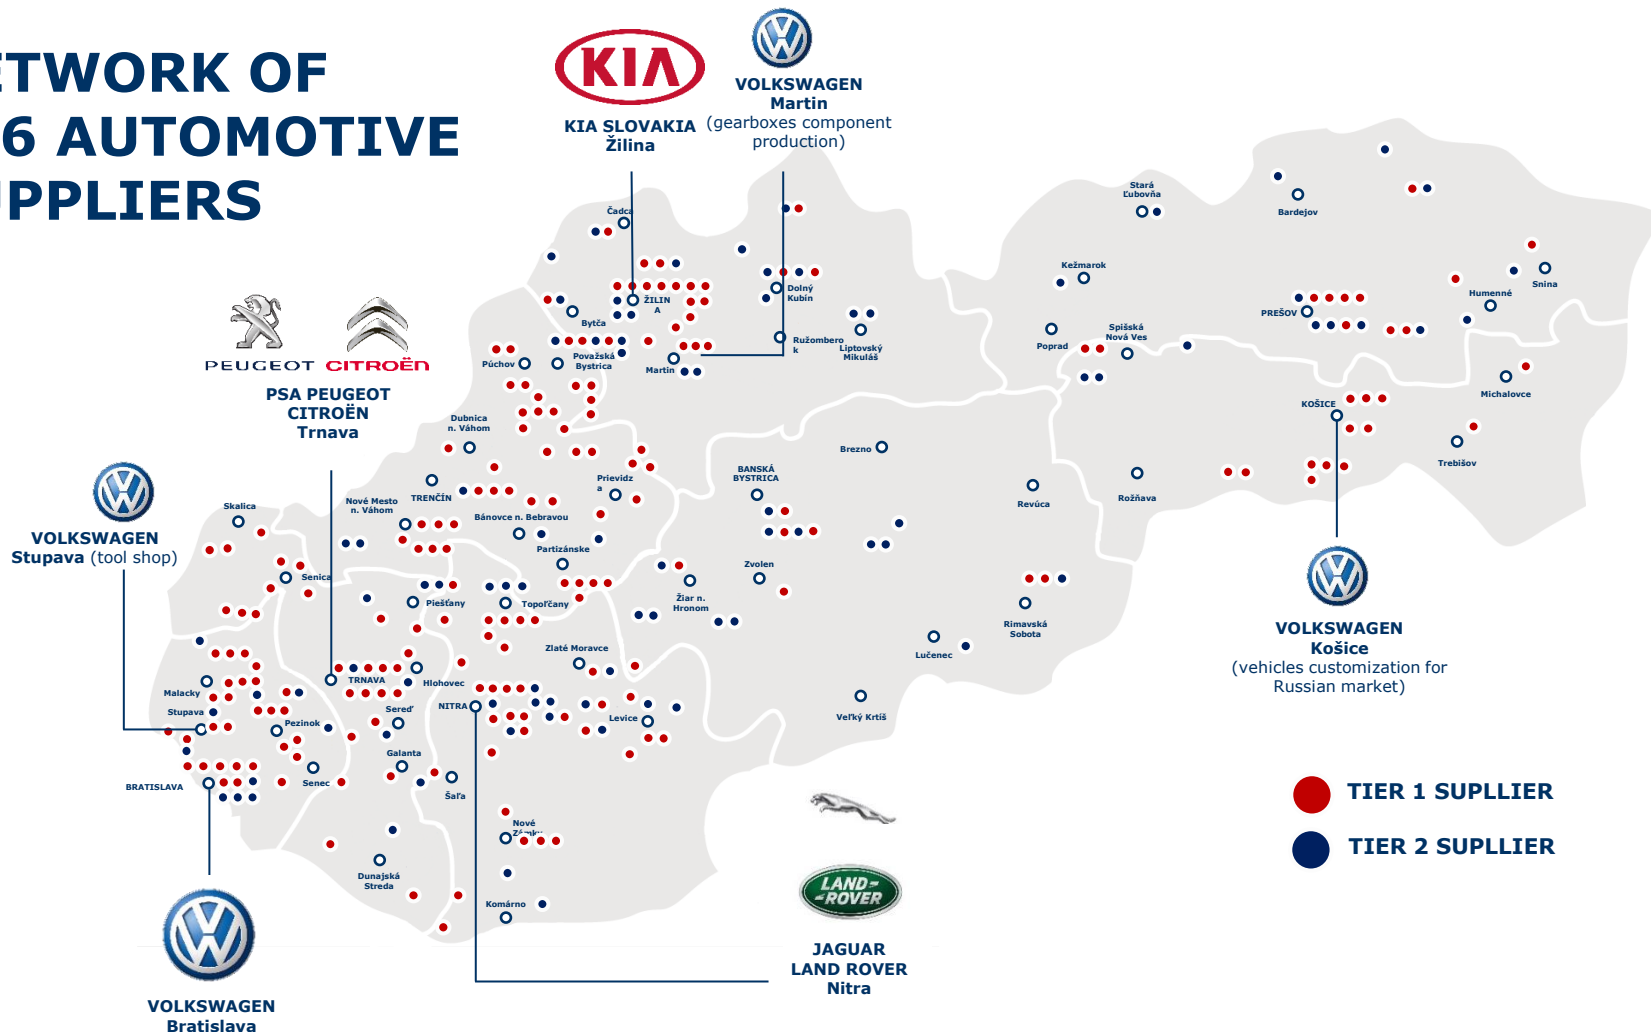 ETWORK OF
6 AUTOMOTIVE
UPPLIERS
KIA
KIA SLOVAKIA
Žilina
VOLKSWAGEN
Martin
(gearboxes component
production)
PEUGEOT
CITROËN
PSA PEUGEOT
CITROËN
Trnava
VOLKSWAGEN
Stupava (tool shop)
VOLKSWAGEN
Bratislava
LAND-
-ROVER
JAGUAR
LAND ROVER
Nitra
VOLKSWAGEN
Košice
(vehicles customization for
Russian market)
TIER 1 SUPLLIER
TIER 2 SUPLLIER
Čadca
ŽILIN
A
Bytča
Dolný
Kubín
Ružombero
k
Liptovský
Mikuláš
Považská
Bystrica
Púchov
Martin
Dubnica
n. Váhom
TRENČÍN
Nové Mesto
n. Váhom
Bánovce n. Bebravou
Prievidz
a
Partizánske
Skalica
Senica
Piešťany
Topoľčany
Zlaté Moravce
TRNAVA
Hlohovec
Sereď
Malacky
Stupava
Pezinok
Senec
BRATISLAVA
Galanta
Šaľa
NITRA
Levice
Nové
Zámky
Dunajská
Streda
Komárno
BANSKÁ
BYSTRICA
Brezno
Zvolen
Žiar n.
Hronom
Lučenec
Veľký Krtíš
Revúca
Rimavská
Sobota
Rožňava
Stará
Ľubovňa
Kežmarok
Poprad
Spišská
Nová Ves
Bardejov
PREŠOV
Humenné
Snina
Michalovce
KOŠICE
Trebišov